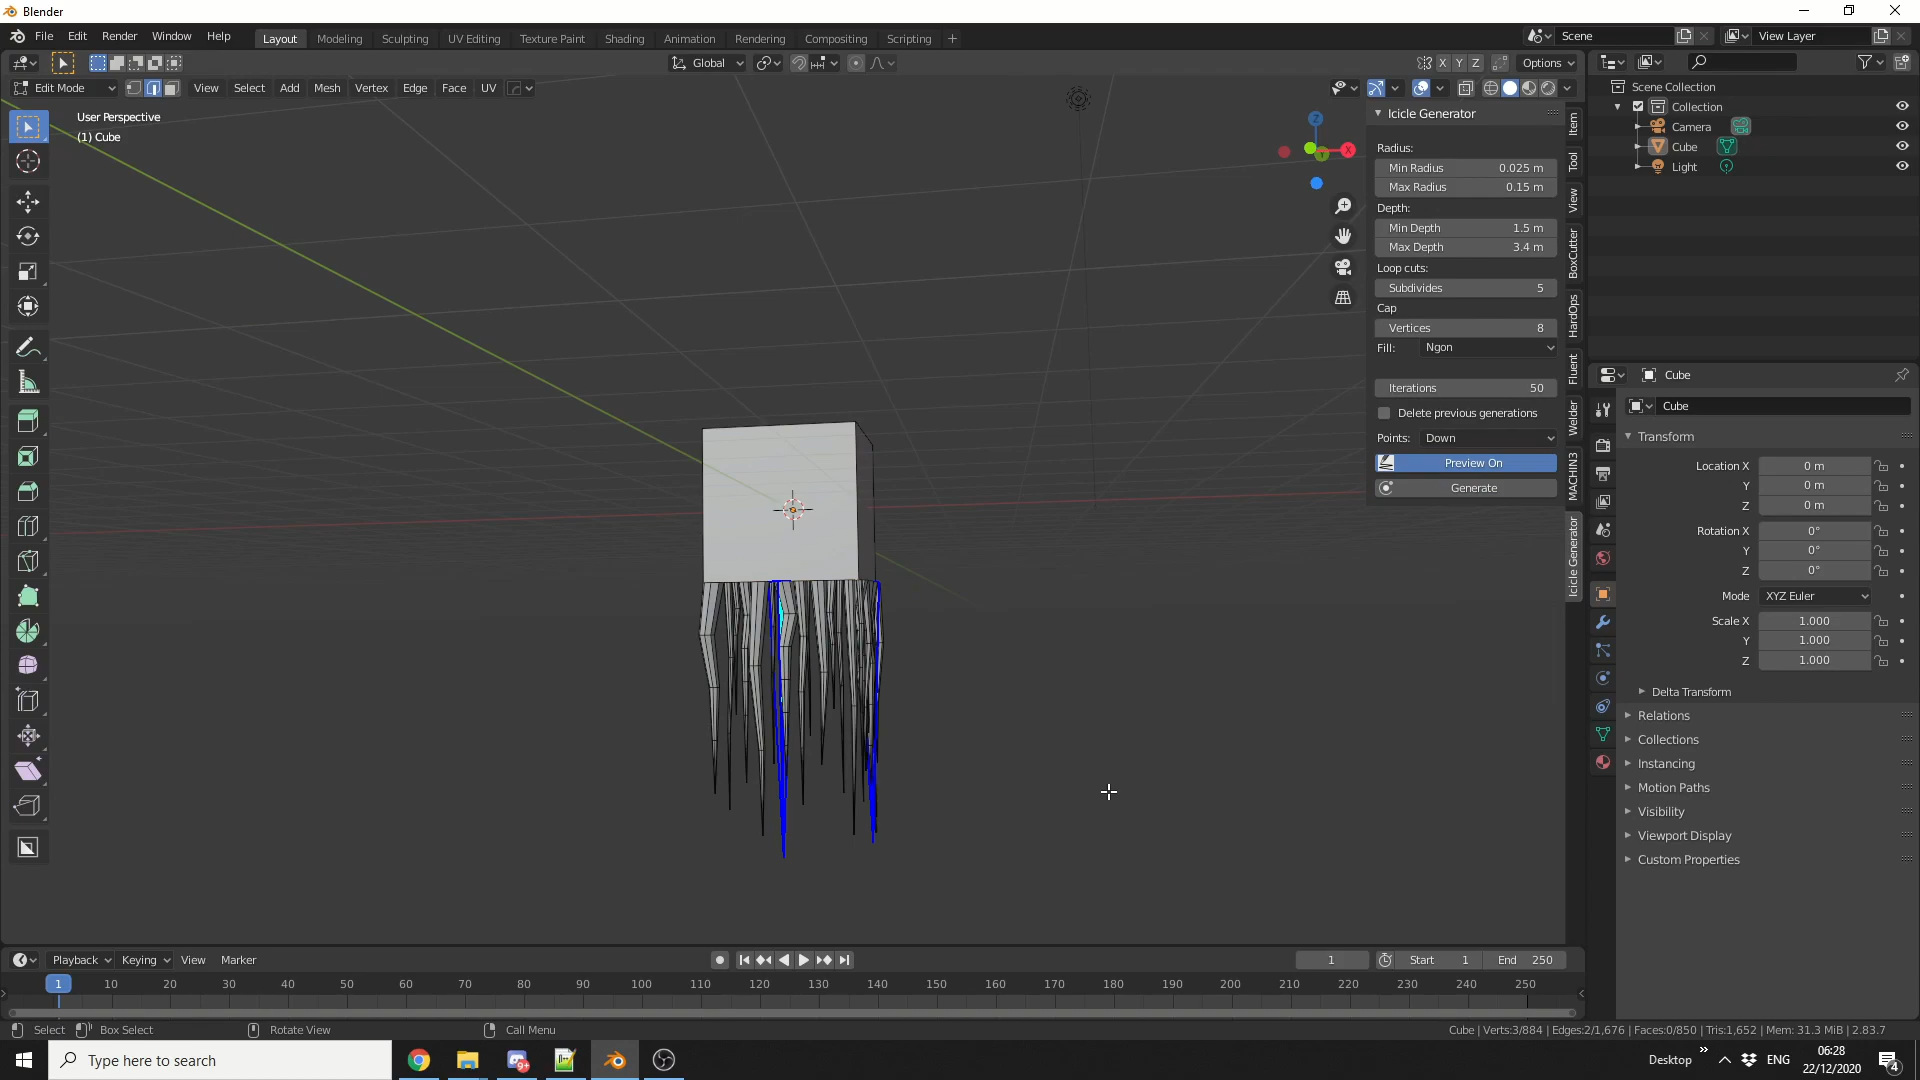 Blender
File Edit Render Window Help
Layout Modeling Sculpting UV Editing Texture Paint Shading Animation Rendering Compositing Scripting +
Scene
View Layer
Global
X Y Z
Options
Edit Mode
View Select Add Mesh Vertex Edge Face UV
User Perspective
(1) Cube
Z
X
Y
Icicle Generator
Radius:
Min Radius 0.025 m
Max Radius 0.15 m
Depth:
Min Depth 1.5 m
Max Depth 3.4 m
Loop cuts:
Subdivides 5
Cap
Vertices 8
Fill: Ngon
Iterations 50
Delete previous generations
Points: Down
Preview On
Generate
Item
Tool
View
BoxCutter
HardOps
Fluent
Welder
MACHIN3
Icicle Generator
Scene Collection
Collection
Camera
Cube
Light
Cube
Cube
Transform
Location X 0 m
Y 0 m
Z 0 m
Rotation X 0°
Y 0°
Z 0°
Mode XYZ Euler
Scale X 1.000
Y 1.000
Z 1.000
Delta Transform
Relations
Collections
Instancing
Motion Paths
Visibility
Viewport Display
Custom Properties
Playback Keying View Marker
1
Start 1
End 250
1 10 20 30 40 50 60 70 80 90 100 110 120 130 140 150 160 170 180 190 200 210 220 230 240 250
Select Box Select Rotate View Call Menu
Cube | Verts:3/884 | Edges:2/1,676 | Faces:0/850 | Tris:1,652 | Mem: 31.3 MiB | 2.83.7
Type here to search
9+
Desktop
ENG
06:28
22/12/2020
4